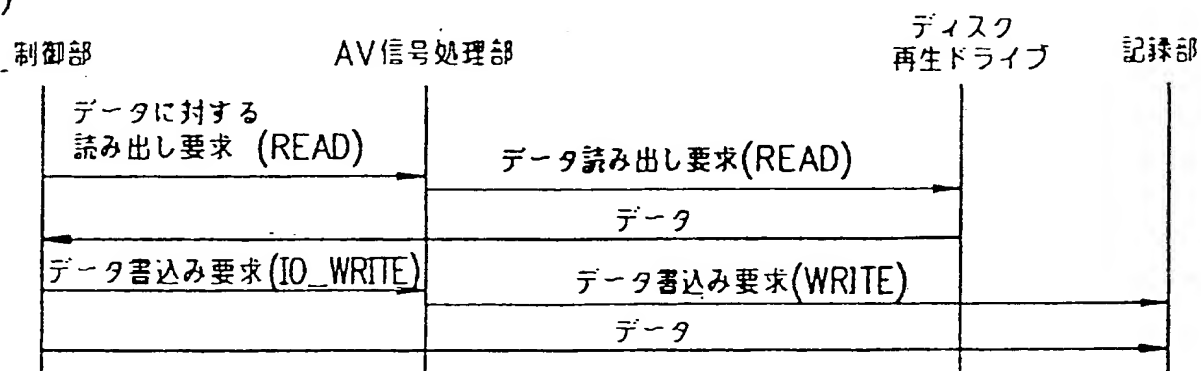 )
制御部
AV信号処理部
ディスク
再生ドライブ
記録部
データに対する
読み出し要求 (READ)
データ読み出し要求(READ)
データ
データ書込み要求(IO_WRITE)
データ書込み要求(WRITE)
データ